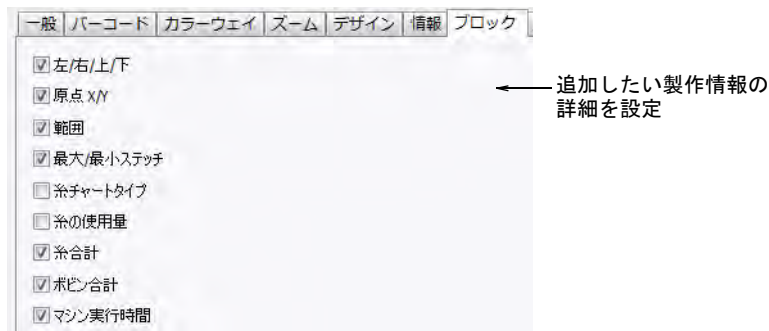 一般 バーコード カラーウェイ ズーム デザイン 情報 ブロック
左/右/上/下
原点 X/Y
範囲
最大/最小ステッチ
糸チャートタイプ
糸の使用量
糸合計
ボビン合計
マシン実行時間
追加したい製作情報の
詳細を設定